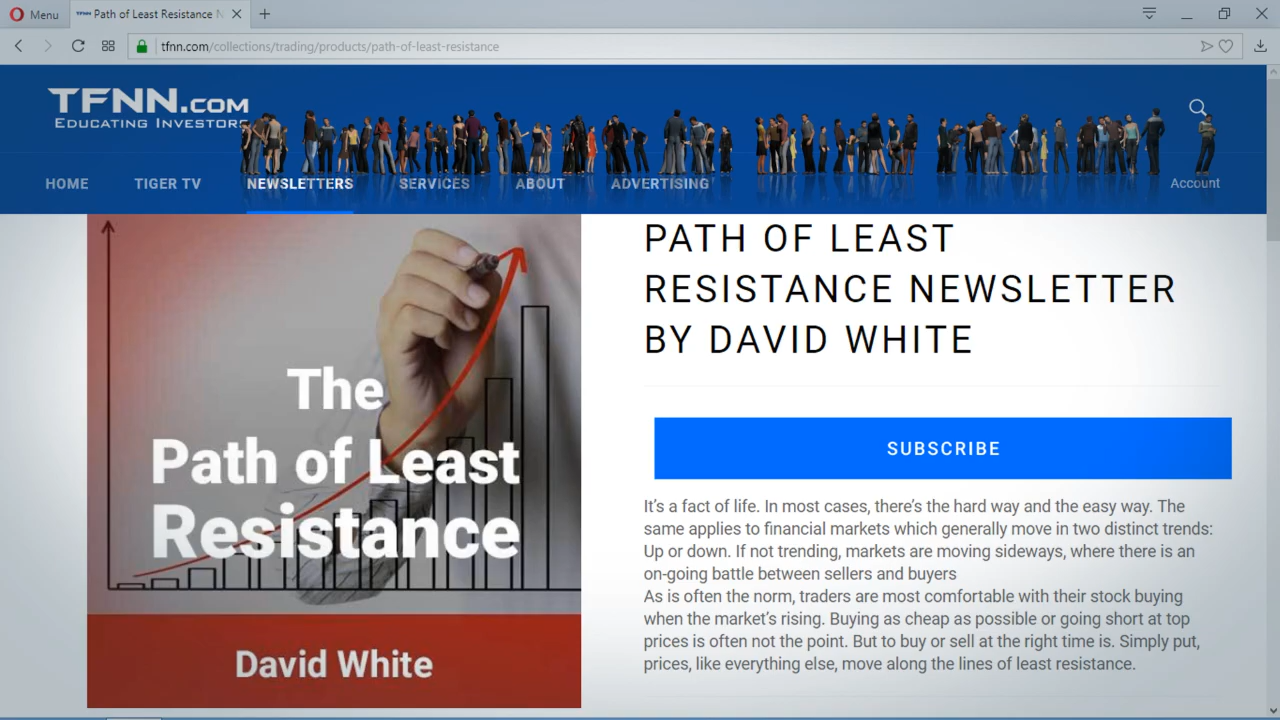 Menu
Path of Least Resistance N
tfnn.com/collections/trading/products/path-of-least-resistance
TFNN.COM
EDUCATING INVESTORS
HOME
TIGER TV
NEWSLETTERS
SERVICES
ABOUT
ADVERTISING
Account
The
Path of Least
Resistance
David White
PATH OF LEAST
RESISTANCE NEWSLETTER
BY DAVID WHITE
SUBSCRIBE
It's a fact of life. In most cases, there's the hard way and the easy way. The
same applies to financial markets which generally move in two distinct trends:
Up or down. If not trending, markets are moving sideways, where there is an
on-going battle between sellers and buyers
As is often the norm, traders are most comfortable with their stock buying
when the market's rising. Buying as cheap as possible or going short at top
prices is often not the point. But to buy or sell at the right time is. Simply put,
prices, like everything else, move along the lines of least resistance.